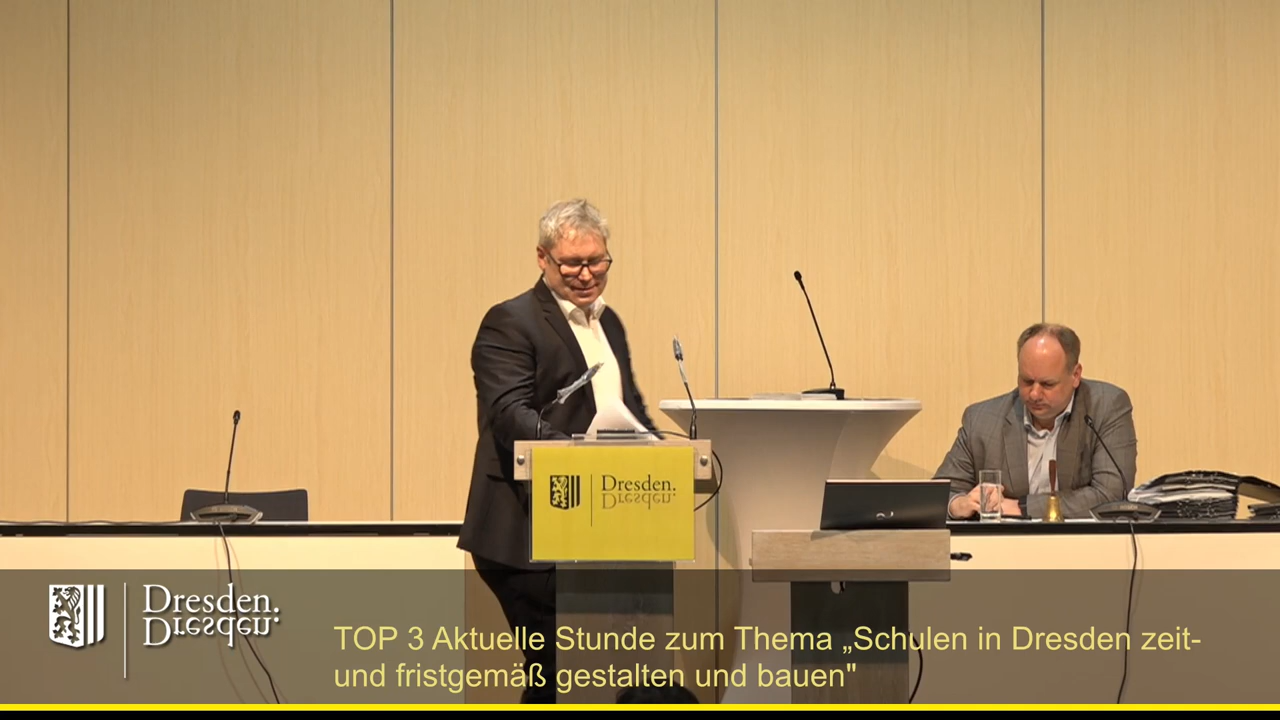 Dresden.
Dresden.
Dresden.
Dresden.
TOP 3 Aktuelle Stunde zum Thema „Schulen in Dresden zeit-
und fristgemäß gestalten und bauen"